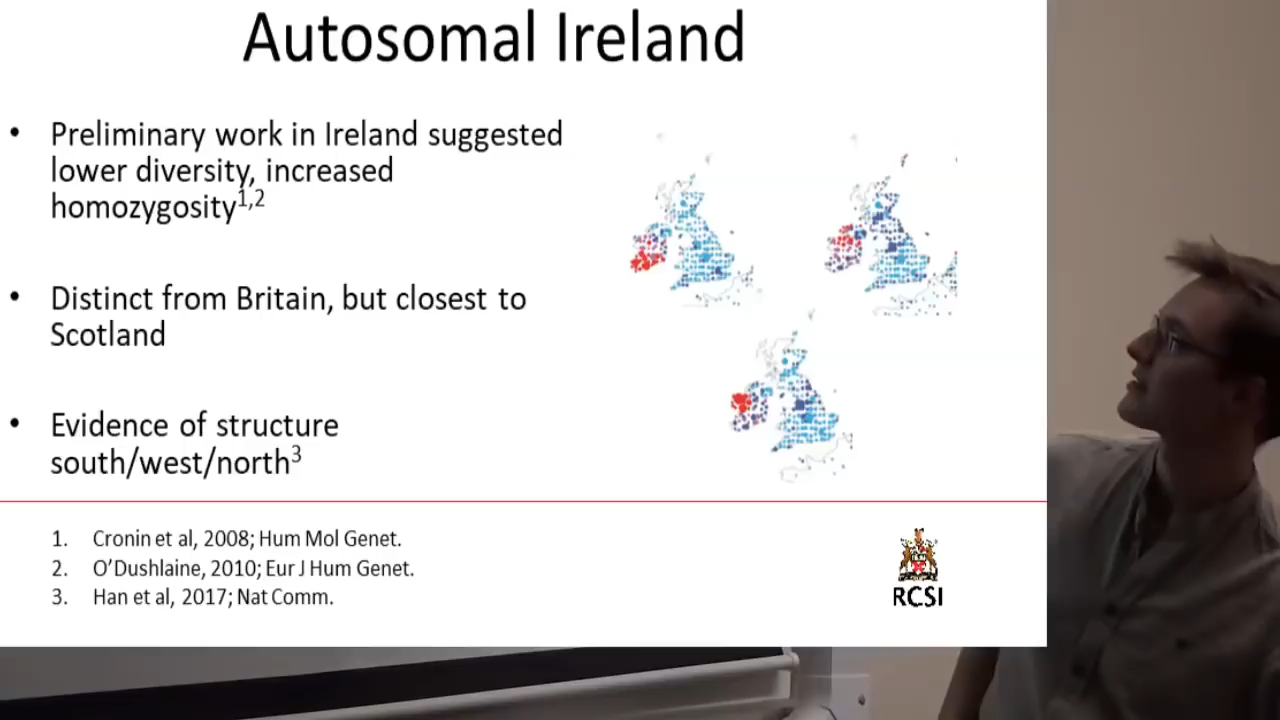 Autosomal Ireland
• Preliminary work in Ireland suggested
lower diversity, increased
homozygosity1,2
• Distinct from Britain, but closest to
Scotland
• Evidence of structure
south/west/north3
1. Cronin et al, 2008; Hum Mol Genet.
2. O'Dushlaine, 2010; Eur J Hum Genet.
3. Han et al, 2017; Nat Comm.
RCSI